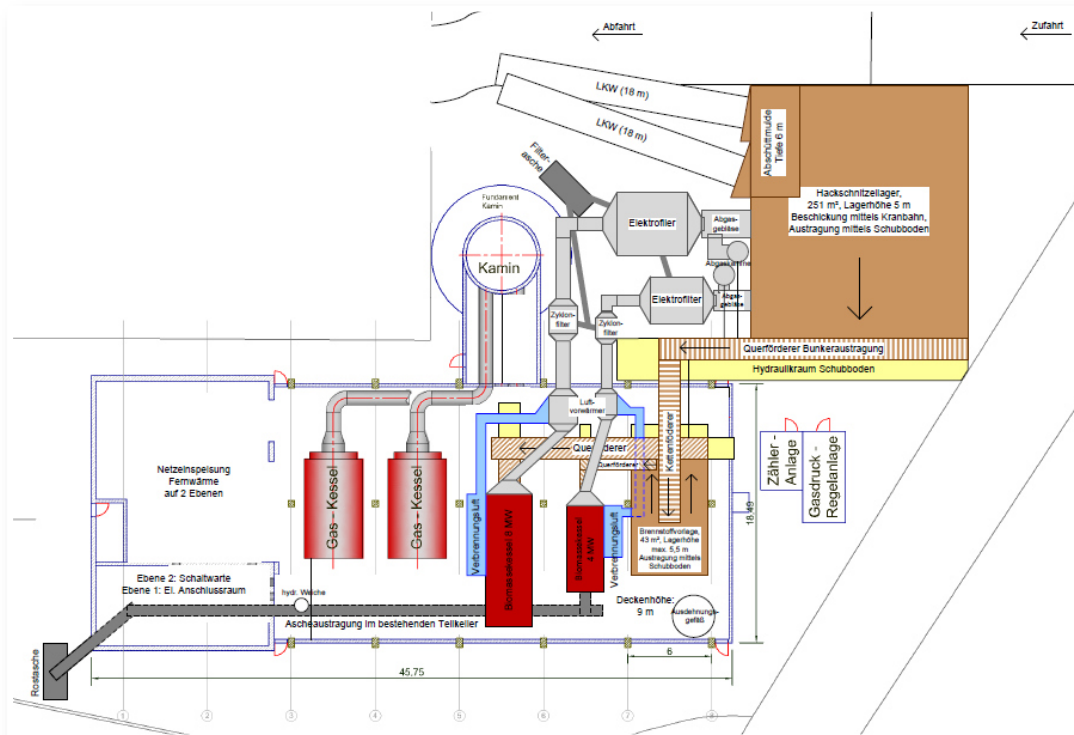 Abfahrt
Zufahrt
LKW (18 m)
LKW (18 m)
Abschüttmulde
Tiefe 6 m
Filter-
asche
Hackschnitzellager,
251 m², Lagerhöhe 5 m
Beschickung mittels Kranbahn,
Austragung mittels Schubboden
Fundament
Kamin
Kamin
Elektrofiler
Abgas-
gebläse
Elektrofilter
Abgas-
gebläse
Zyklon-
filter
Zyklon-
filter
Querförderer Bunkeraustragung
Hydraulikraum Schubboden
Luft-
vorwärmer
Querförderer
Querförderer
Kettenförderer
Zähler -
Anlage
Gasdruck -
Regelanlage
Netzeinspeisung
Fernwärme
auf 2 Ebenen
Gas - Kessel
Gas - Kessel
Verbrennungsluft
Biomassekessel 8 MW
Biomassekessel
4 MW
Verbrennungsluft
Brennstoffvorlage,
43 m², Lagerhöhe
max. 5,5 m
Austragung mittels
Schubboden
18,49
Ebene 2: Schaltwarte
Ebene 1: El. Anschlussraum
hydr. Weiche
Ascheaustragung im bestehenden Teilkeller
Deckenhöhe:
9 m
Ausdehnungs-
gefäß
Rostasche
45,75
6
1 2 3 4 5 6 7 8